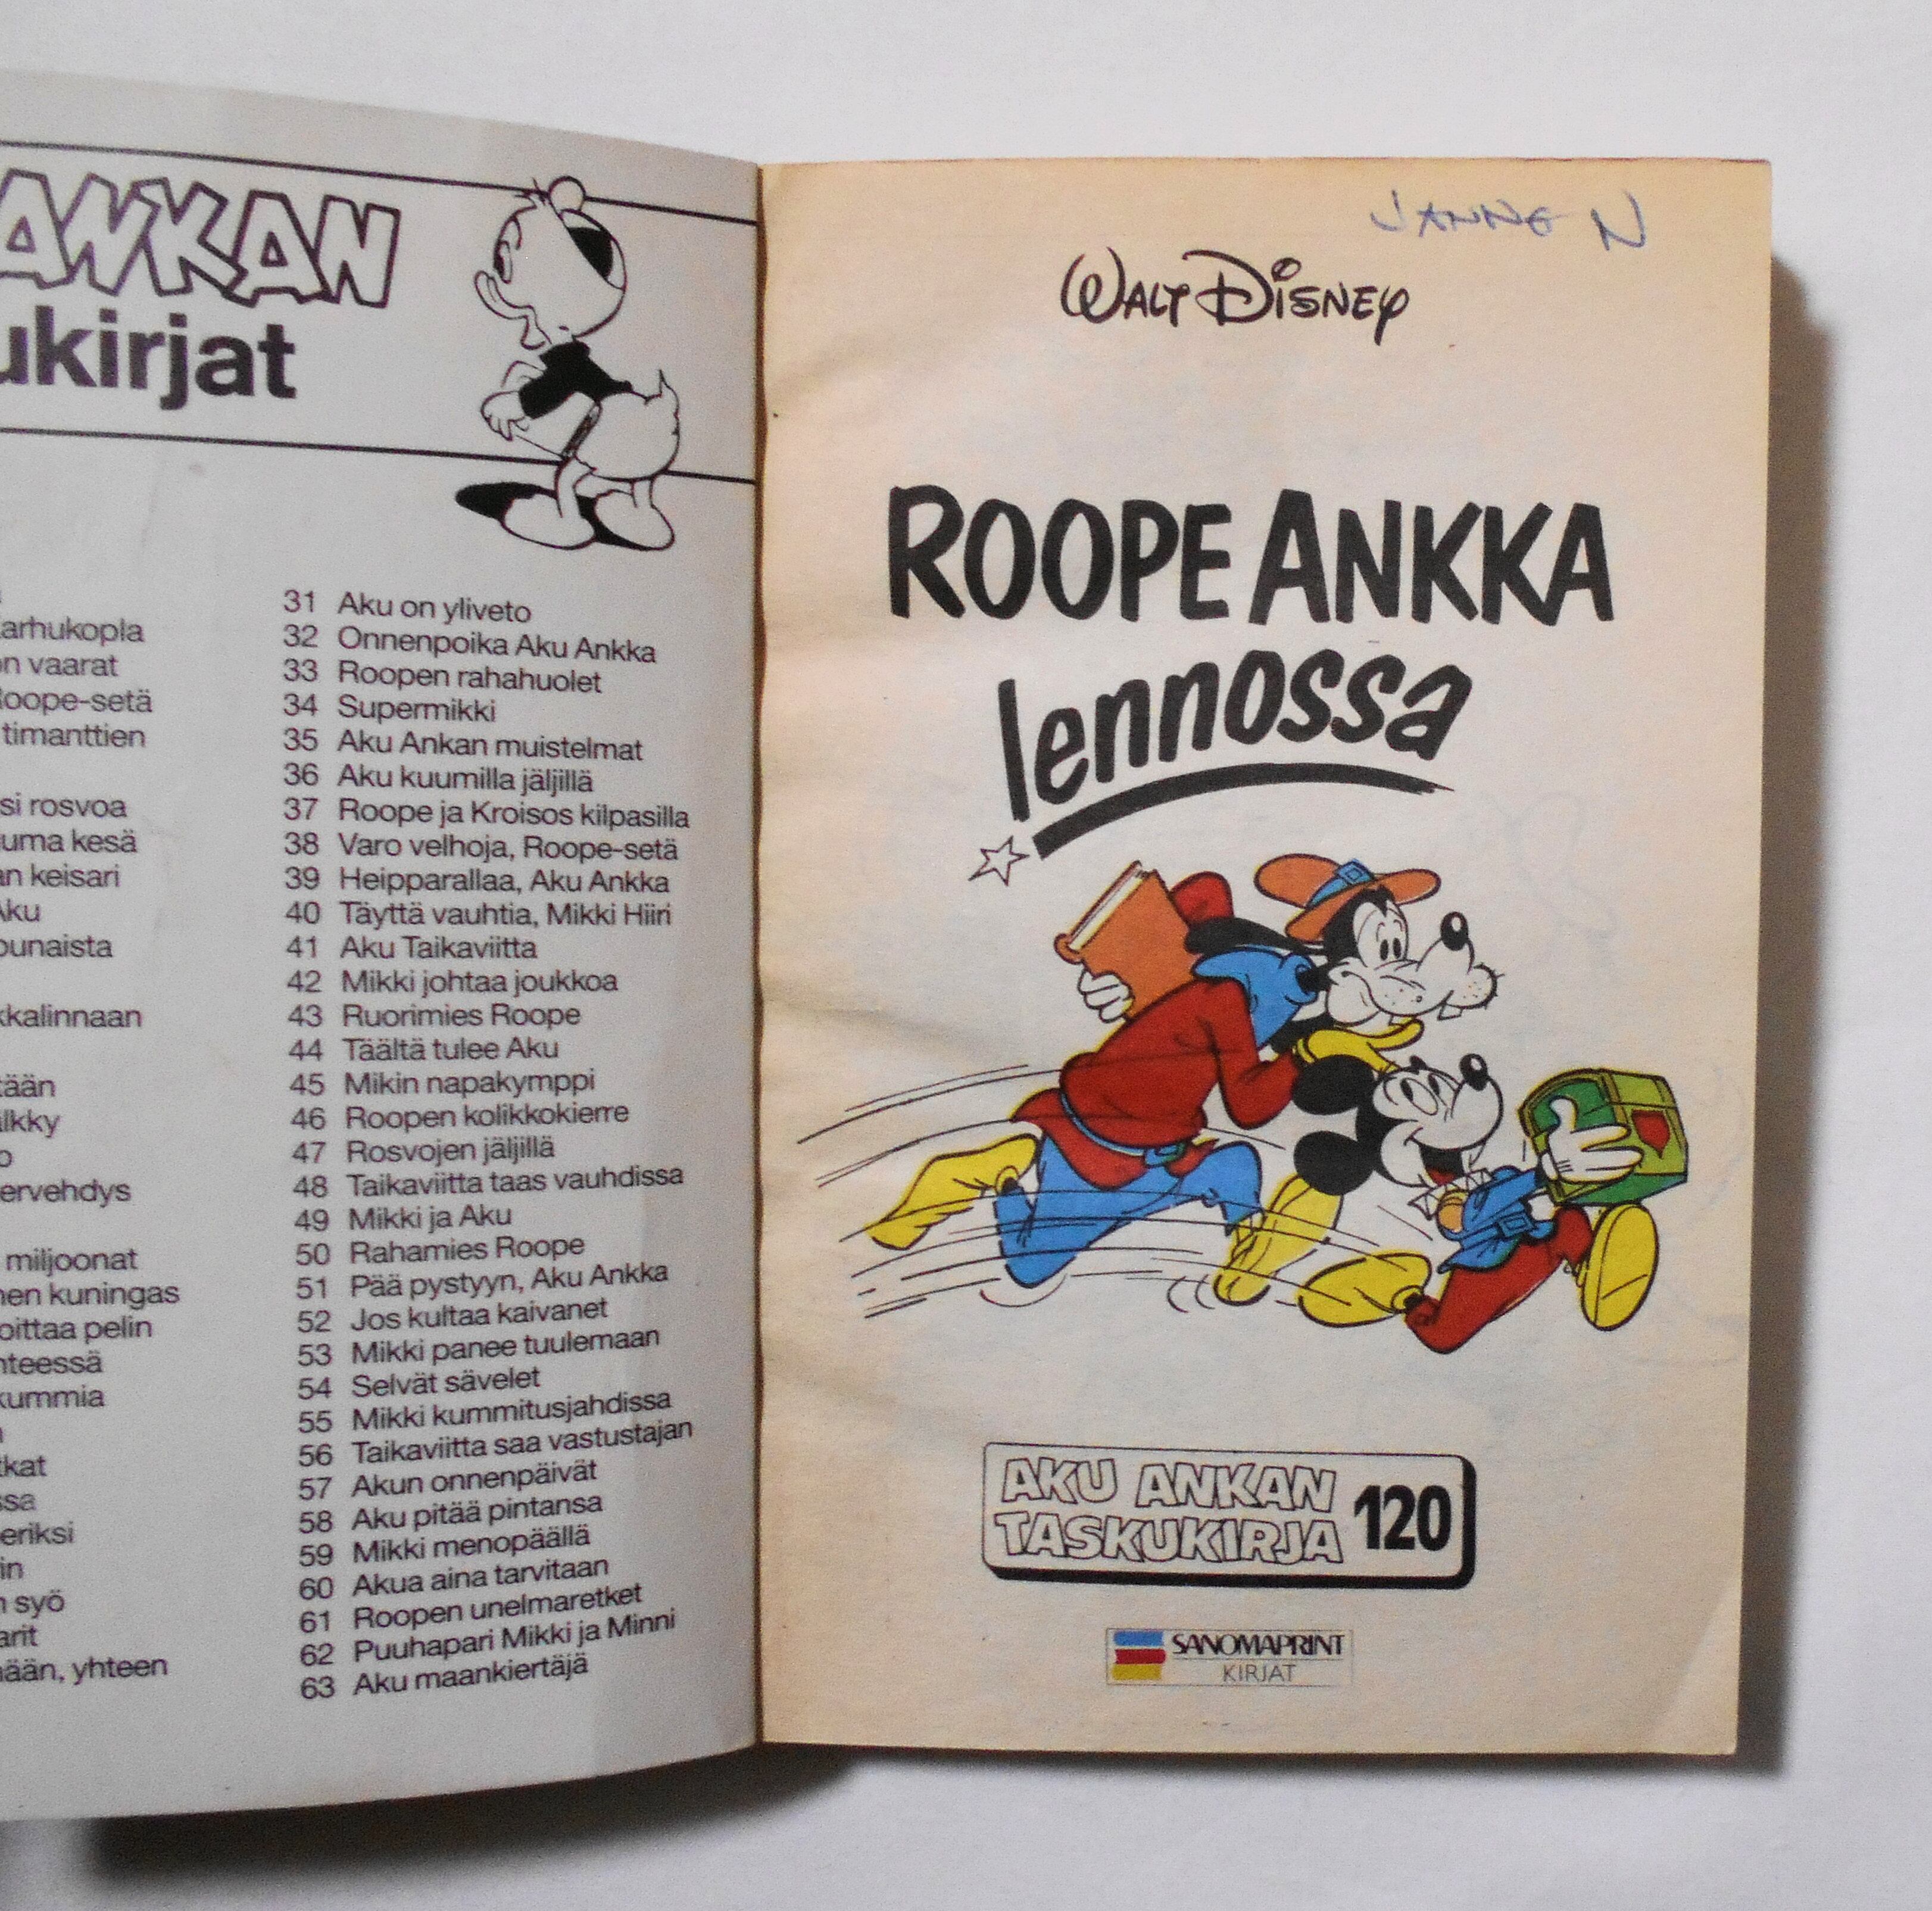 ANKAN
ukirjat
arhukopla
n vaarat
Roope-setä
timanttien
si rosvoa
uma kesä
an keisari
Aku
punaista
kkalinnaan
tään
älkky
o
ervehdys
miljoonat
nen kuningas
oittaa pelin
nteessä
kummia
tkat
ssa
eriksi
in
n syö
arit
mään, yhteen
31 Aku on yliveto
32 Onnenpoika Aku Ankka
33 Roopen rahahuolet
34 Supermikki
35 Aku Ankan muistelmat
36 Aku kuumilla jäljillä
37 Roope ja Kroisos kilpasilla
38 Varo velhoja, Roope-setä
39 Heipparallaa, Aku Ankka
40 Täyttä vauhtia, Mikki Hiiri
41 Aku Taikaviitta
42 Mikki johtaa joukkoa
43 Ruorimies Roope
44 Täältä tulee Aku
45 Mikin napakymppi
46 Roopen kolikkokierre
47 Rosvojen jäljillä
48 Taikaviitta taas vauhdissa
49 Mikki ja Aku
50 Rahamies Roope
51 Pää pystyyn, Aku Ankka
52 Jos kultaa kaivanet
53 Mikki panee tuulemaan
54 Selvät sävelet
55 Mikki kummitusjahdissa
56 Taikaviitta saa vastustajan
57 Akun onnenpäivät
58 Aku pitää pintansa
59 Mikki menopäällä
60 Akua aina tarvitaan
61 Roopen unelmaretket
62 Puuhapari Mikki ja Minni
63 Aku maankiertäjä
JANNE N
WALT DISNEY
ROOPE ANKKA
lennossa
AKU ANKAN
TASKUKIRJA 120
SANOMAPRINT
KIRJAT